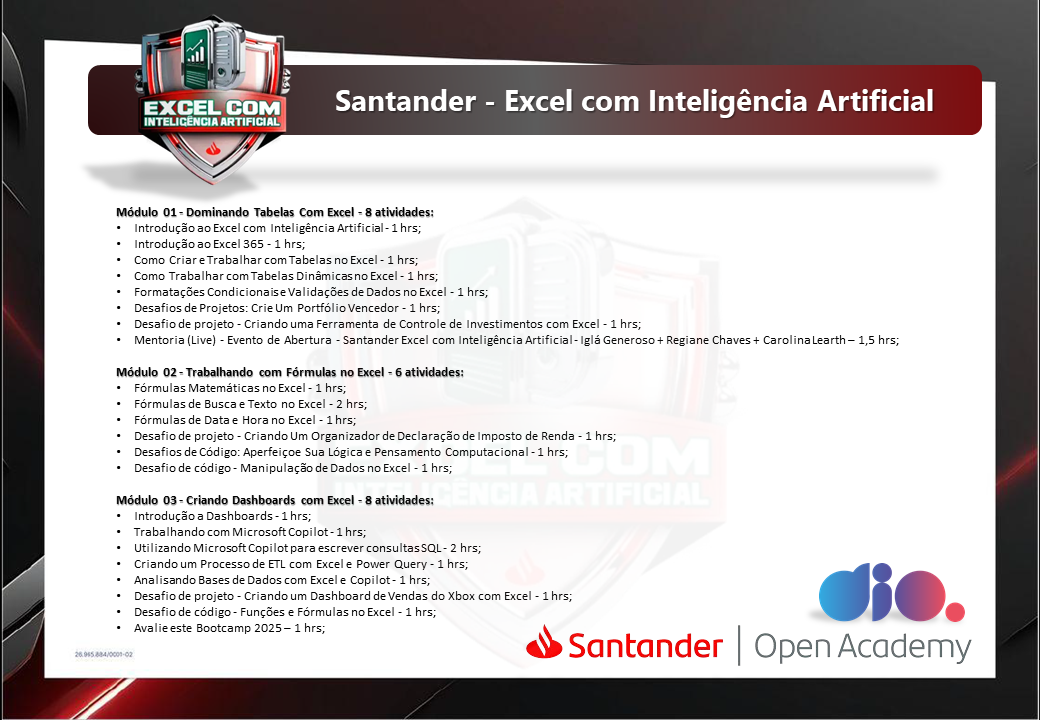 EXCEL COM
INTELIGÊNCIA ARTIFICIAL
Santander - Excel com Inteligência Artificial
Módulo 01 - Dominando Tabelas Com Excel - 8 atividades:
• Introdução ao Excel com Inteligência Artificial - 1 hrs;
• Introdução ao Excel 365 - 1 hrs;
• Como Criar e Trabalhar com Tabelas no Excel - 1 hrs;
• Como Trabalhar com Tabelas Dinâmicas no Excel - 1 hrs;
• Formatações Condicionais e Validações de Dados no Excel - 1 hrs;
• Desafios de Projetos: Crie Um Portfólio Vencedor - 1 hrs;
• Desafio de projeto - Criando uma Ferramenta de Controle de Investimentos com Excel - 1 hrs;
• Mentoria (Live) - Evento de Abertura - Santander Excel com Inteligência Artificial - Iglá Generoso + Regiane Chaves + Carolina Learth – 1,5 hrs;
Módulo 02 - Trabalhando com Fórmulas no Excel - 6 atividades:
• Fórmulas Matemáticas no Excel - 1 hrs;
• Fórmulas de Busca e Texto no Excel - 2 hrs;
• Fórmulas de Data e Hora no Excel - 1 hrs;
• Desafio de projeto - Criando Um Organizador de Declaração de Imposto de Renda - 1 hrs;
• Desafios de Código: Aperfeiçoe Sua Lógica e Pensamento Computacional - 1 hrs;
• Desafio de código - Manipulação de Dados no Excel - 1 hrs;
EXCEL COM
INTELIGÊNCIA ARTIFICIAL
Módulo 03 - Criando Dashboards com Excel - 8 atividades:
• Introdução a Dashboards - 1 hrs;
• Trabalhando com Microsoft Copilot - 1 hrs;
• Utilizando Microsoft Copilot para escrever consultas SQL - 2 hrs;
• Criando um Processo de ETL com Excel e Power Query - 1 hrs;
• Analisando Bases de Dados com Excel e Copilot - 1 hrs;
• Desafio de projeto - Criando um Dashboard de Vendas do Xbox com Excel - 1 hrs;
• Desafio de código - Funções e Fórmulas no Excel - 1 hrs;
• Avalie este Bootcamp 2025 – 1 hrs;
dio.
Santander | Open Academy
26.965.884/0001-02